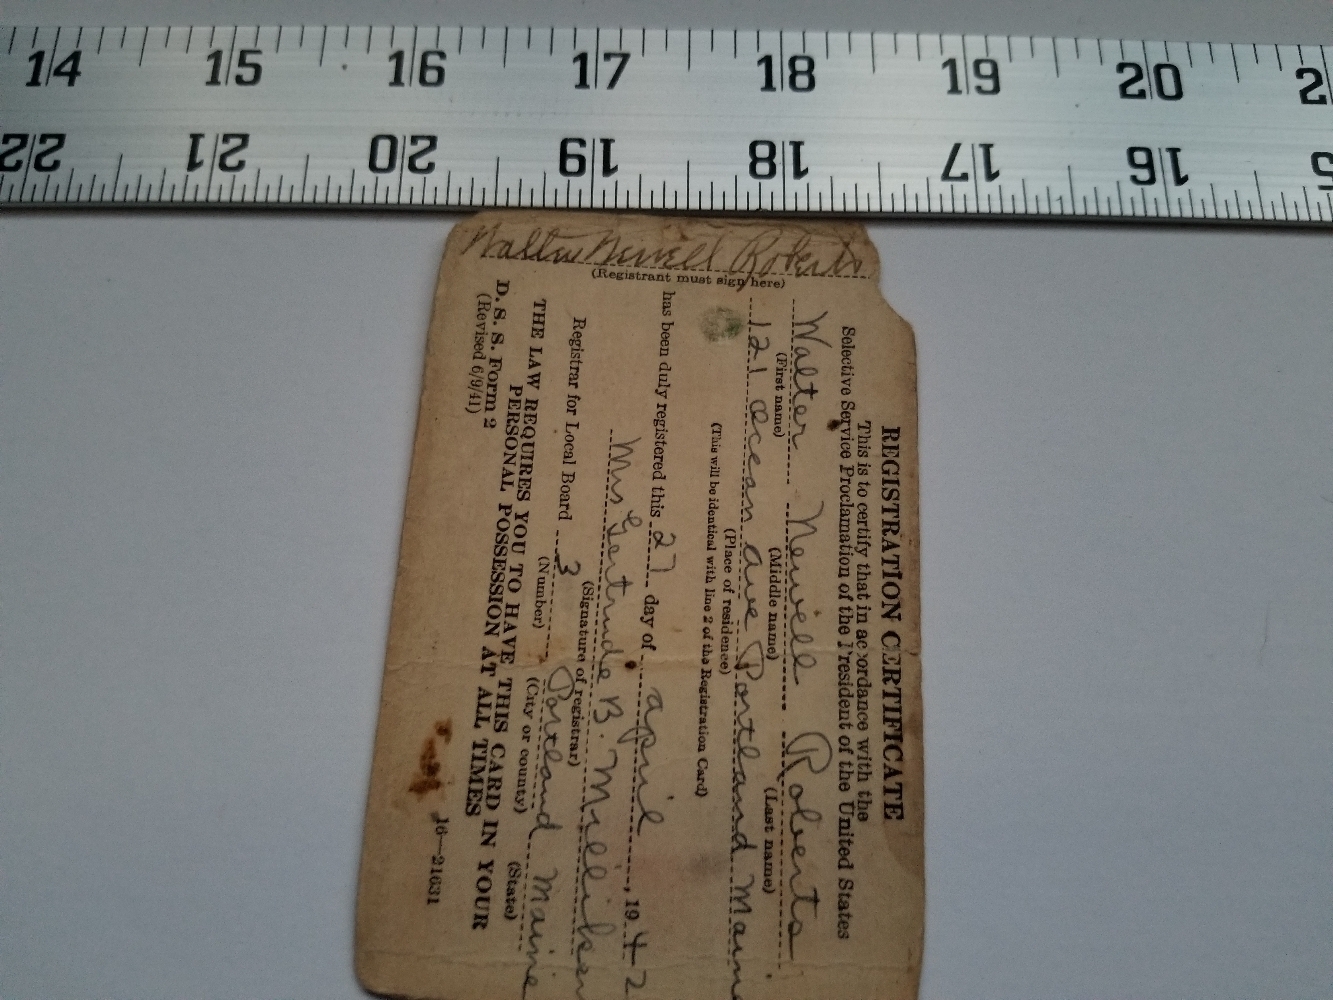 14 15 16 17 18 19 20 2
22 21 20 19 18 17 16 5
REGISTRATION CERTIFICATE
This is to certify that in accordance with the
Selective Service Proclamation of the President of the United States
Walter Newell Roberts
(First name) (Middle name) (Last name)
121 Ocean Ave Portland Maine
(Place of residence)
(This will be identical with line 2 of the Registration Card)
has been duly registered this 27 day of april, 1942
Mrs Gertrude B. Milliken
(Signature of registrar)
Registrar for Local Board 3 Portland Maine
(Number) (City or county) (State)
THE LAW REQUIRES YOU TO HAVE THIS CARD IN YOUR
PERSONAL POSSESSION AT ALL TIMES
D. S. S. Form 2
(Revised 6/9/41)
16—21631
Walter Newell Roberts
(Registrant must sign here)